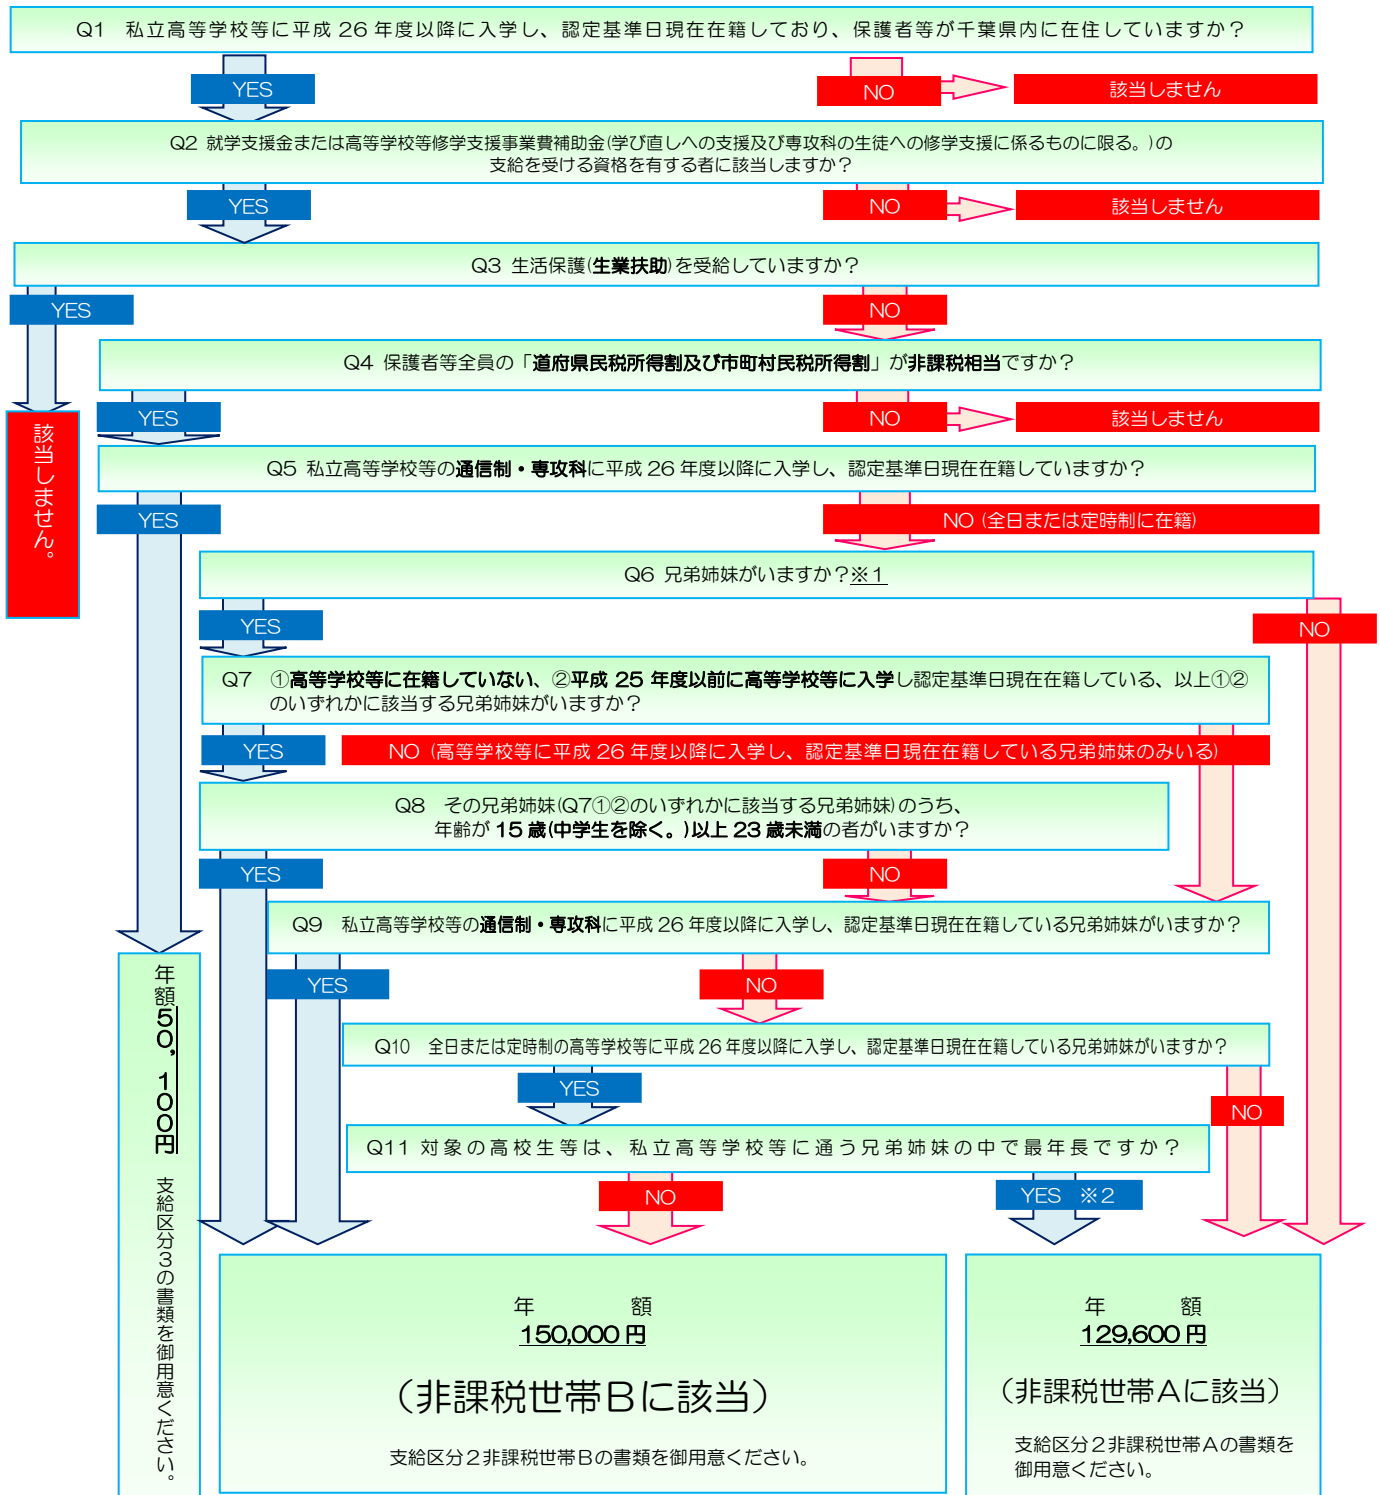 Q1　私立高等学校等に平成 26 年度以降に入学し、認定基準日現在在籍しており、保護者等が千葉県内に在住していますか？
YES
NO
該当しません
Q2 就学支援金または高等学校等修学支援事業費補助金(学び直しへの支援及び専攻科の生徒への修学支援に係るものに限る。)の
支給を受ける資格を有する者に該当しますか？
YES
NO
該当しません
Q3 生活保護(生業扶助)を受給していますか？
YES
NO
Q4 保護者等全員の「道府県民税所得割及び市町村民税所得割」が非課税相当ですか？
該当しません。
YES
NO
該当しません
Q5 私立高等学校等の通信制・専攻科に平成 26 年度以降に入学し、認定基準日現在在籍していますか？
YES
NO (全日または定時制に在籍)
Q6 兄弟姉妹がいますか？※１
YES
NO
Q7　①高等学校等に在籍していない、②平成 25 年度以前に高等学校等に入学し認定基準日現在在籍している、以上①②
のいずれかに該当する兄弟姉妹がいますか？
YES
NO (高等学校等に平成 26 年度以降に入学し、認定基準日現在在籍している兄弟姉妹のみいる)
Q8　その兄弟姉妹(Q7①②のいずれかに該当する兄弟姉妹)のうち、
年齢が 15 歳(中学生を除く。)以上 23 歳未満の者がいますか？
YES
NO
Q9　私立高等学校等の通信制・専攻科に平成 26 年度以降に入学し、認定基準日現在在籍している兄弟姉妹がいますか？
YES
NO
Q10　全日または定時制の高等学校等に平成 26 年度以降に入学し、認定基準日現在在籍している兄弟姉妹がいますか？
YES
NO
Q11 対象の高校生等は、私立高等学校等に通う兄弟姉妹の中で最年長ですか？
NO
YES　※２
年額５０，１００円　支給区分３の書類を御用意ください。
年　額
150,000 円
（非課税世帯Ｂに該当）
支給区分２非課税世帯Ｂの書類を御用意ください。
年　額
129,600 円
（非課税世帯Ａに該当）
支給区分２非課税世帯Ａの書類を
御用意ください。